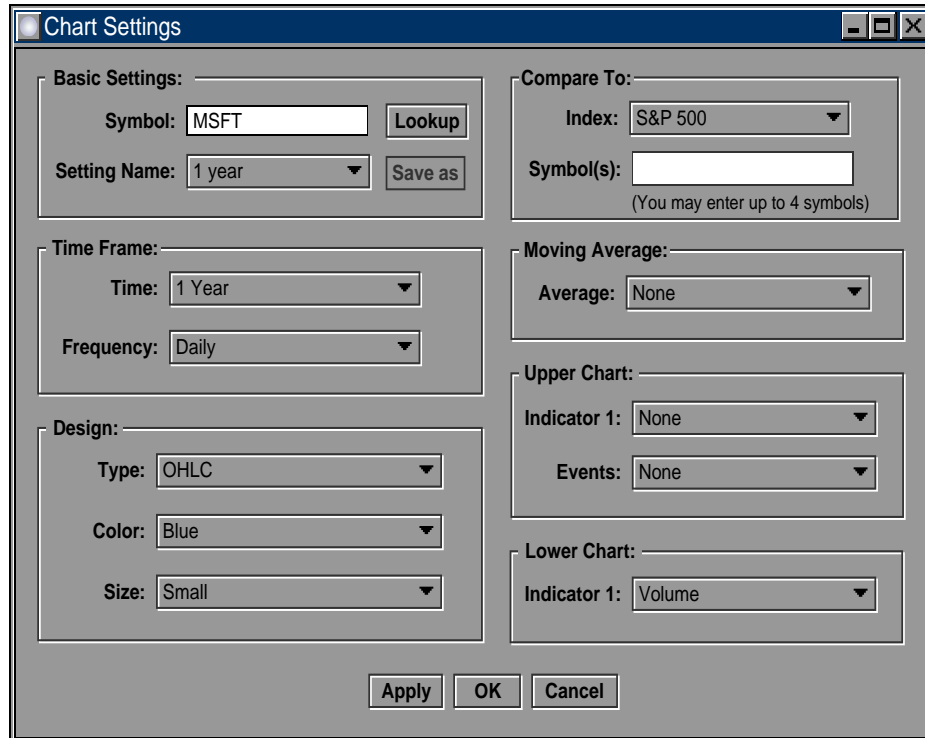 Chart Settings
Basic Settings:
Symbol: MSFT Lookup
Setting Name: 1 year Save as
Time Frame:
Time: 1 Year
Frequency: Daily
Design:
Type: OHLC
Color: Blue
Size: Small
Compare To:
Index: S&P 500
Symbol(s):
(You may enter up to 4 symbols)
Moving Average:
Average: None
Upper Chart:
Indicator 1: None
Events: None
Lower Chart:
Indicator 1: Volume
Apply OK Cancel